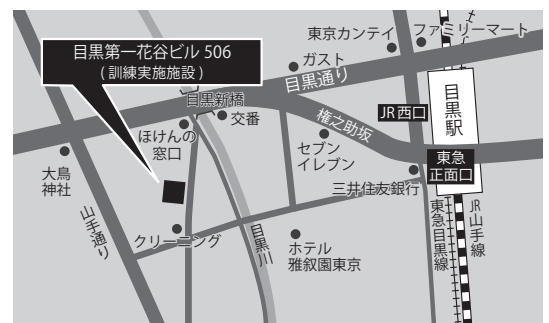 東京カンテイ
ファミリーマート
目黒第一花谷ビル 506
(訓練実施施設)
ガスト
目黒通り
目黒駅
目黒新橋
交番
権之助坂
JR西口
ほけんの
窓口
セブン
イレブン
東急
正面口
大鳥
神社
三井住友銀行
山手通り
クリーニング
目黒川
ホテル
雅叙園東京
東急目黒線
JR山手線